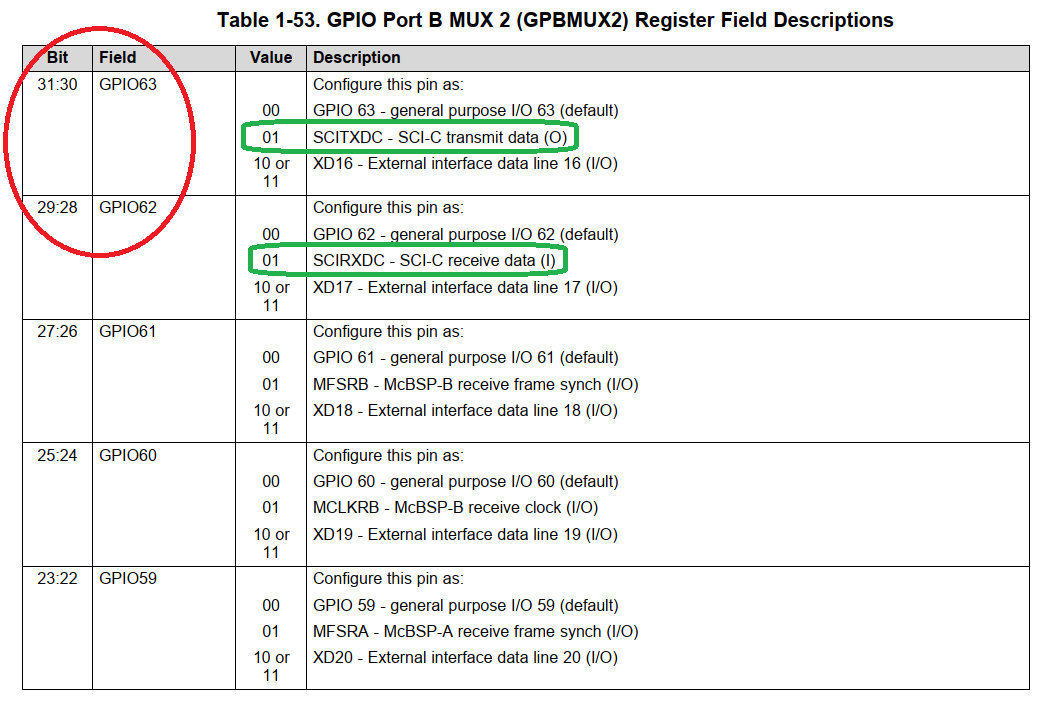 Table 1-53. GPIO Port B MUX 2 (GPBMUX2) Register Field Descriptions
Bit Field Value Description
31:30 GPIO63 Configure this pin as:
00 GPIO 63 - general purpose I/O 63 (default)
01 SCITXDC - SCI-C transmit data (O)
10 or XD16 - External interface data line 16 (I/O)
11
29:28 GPIO62 Configure this pin as:
00 GPIO 62 - general purpose I/O 62 (default)
01 SCIRXDC - SCI-C receive data (I)
10 or XD17 - External interface data line 17 (I/O)
11
27:26 GPIO61 Configure this pin as:
00 GPIO 61 - general purpose I/O 61 (default)
01 MFSRB - McBSP-B receive frame synch (I/O)
10 or XD18 - External interface data line 18 (I/O)
11
25:24 GPIO60 Configure this pin as:
00 GPIO 60 - general purpose I/O 60 (default)
01 MCLKRB - McBSP-B receive clock (I/O)
10 or XD19 - External interface data line 19 (I/O)
11
23:22 GPIO59 Configure this pin as:
00 GPIO 59 - general purpose I/O 59 (default)
01 MFSRA - McBSP-A receive frame synch (I/O)
10 or XD20 - External interface data line 20 (I/O)
11